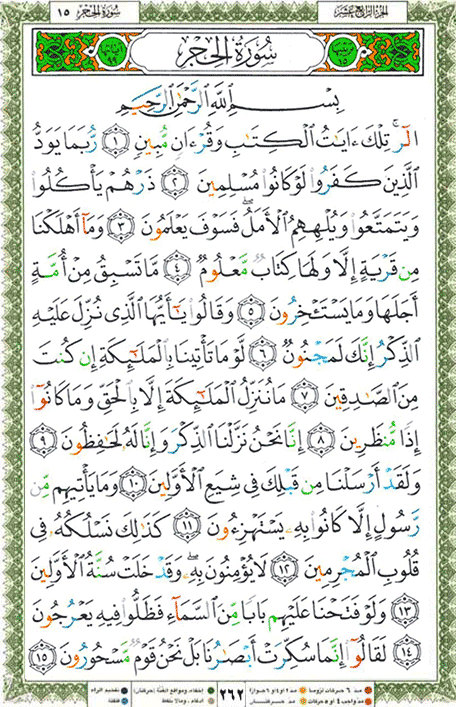 سُورَةُ الحِجْرِ ١٥ الجُزءُ الرَّابِعَ عَشَرَ
سُورَةُ الحِجْرِ
بِسْمِ ٱللَّهِ ٱلرَّحْمَٰنِ ٱلرَّحِيمِ
الٓر ۚ تِلْكَ ءَايَٰتُ ٱلْكِتَٰبِ وَقُرْءَانٍ مُّبِينٍ ١ رُّبَمَا يَوَدُّ
ٱلَّذِينَ كَفَرُوا۟ لَوْ كَانُوا۟ مُسْلِمِينَ ٢ ذَرْهُمْ يَأْكُلُوا۟
وَيَتَمَتَّعُوا۟ وَيُلْهِهِمُ ٱلْأَمَلُ ۖ فَسَوْفَ يَعْلَمُونَ ٣ وَمَآ أَهْلَكْنَا
مِن قَرْيَةٍ إِلَّا وَلَهَا كِتَابٌ مَّعْلُومٌ ٤ مَّا تَسْبِقُ مِنْ أُمَّةٍ
أَجَلَهَا وَمَا يَسْتَـْٔخِرُونَ ٥ وَقَالُوا۟ يَٰٓأَيُّهَا ٱلَّذِى نُزِّلَ عَلَيْهِ
ٱلذِّكْرُ إِنَّكَ لَمَجْنُونٌ ٦ لَّوْ مَا تَأْتِينَا بِٱلْمَلَٰٓئِكَةِ إِن كُنتَ
مِنَ ٱلصَّٰدِقِينَ ٧ مَا نُنَزِّلُ ٱلْمَلَٰٓئِكَةَ إِلَّا بِٱلْحَقِّ وَمَا كَانُوٓا۟
إِذًا مُّنظَرِينَ ٨ إِنَّا نَحْنُ نَزَّلْنَا ٱلذِّكْرَ وَإِنَّا لَهُۥ لَحَٰفِظُونَ ٩
وَلَقَدْ أَرْسَلْنَا مِن قَبْلِكَ فِى شِيَعِ ٱلْأَوَّلِينَ ١٠ وَمَا يَأْتِيهِم مِّن
رَّسُولٍ إِلَّا كَانُوا۟ بِهِۦ يَسْتَهْزِءُونَ ١١ كَذَٰلِكَ نَسْلُكُهُۥ فِى
قُلُوبِ ٱلْمُجْرِمِينَ ١٢ لَا يُؤْمِنُونَ بِهِۦ ۖ وَقَدْ خَلَتْ سُنَّةُ ٱلْأَوَّلِينَ
١٣ وَلَوْ فَتَحْنَا عَلَيْهِم بَابًا مِّنَ ٱلسَّمَآءِ فَظَلُّوا۟ فِيهِ يَعْرُجُونَ
١٤ لَقَالُوٓا۟ إِنَّمَا سُكِّرَتْ أَبْصَٰرُنَا بَلْ نَحْنُ قَوْمٌ مَّسْحُورُونَ ١٥
٢٦٢